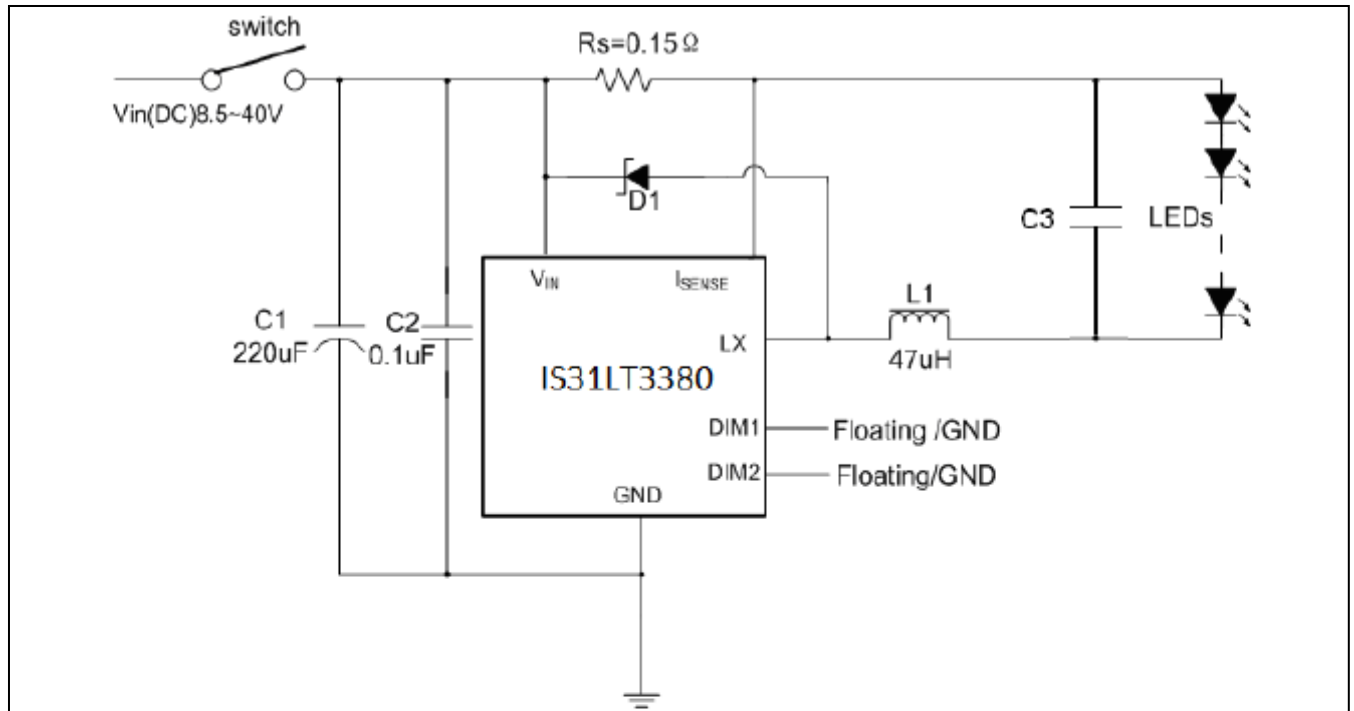 switch
Rs=0.15Ω
Vin(DC)8.5~40V
D1
C3
LEDs
VIN
ISENSE
C1
220uF
C2
0.1uF
LX
L1
47uH
IS31LT3380
DIM1
Floating /GND
DIM2
Floating/GND
GND